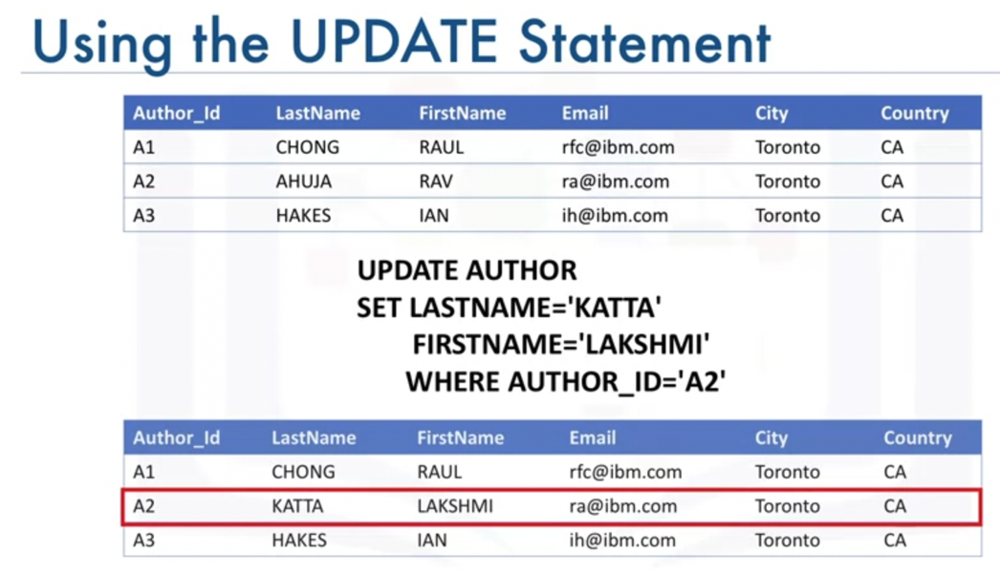 Using the UPDATE Statement
Author_Id LastName FirstName Email City Country
A1 CHONG RAUL rfc@ibm.com Toronto CA
A2 AHUJA RAV ra@ibm.com Toronto CA
A3 HAKES IAN ih@ibm.com Toronto CA
UPDATE AUTHOR
SET LASTNAME='KATTA'
FIRSTNAME='LAKSHMI'
WHERE AUTHOR_ID='A2'
Author_Id LastName FirstName Email City Country
A1 CHONG RAUL rfc@ibm.com Toronto CA
A2 KATTA LAKSHMI ra@ibm.com Toronto CA
A3 HAKES IAN ih@ibm.com Toronto CA